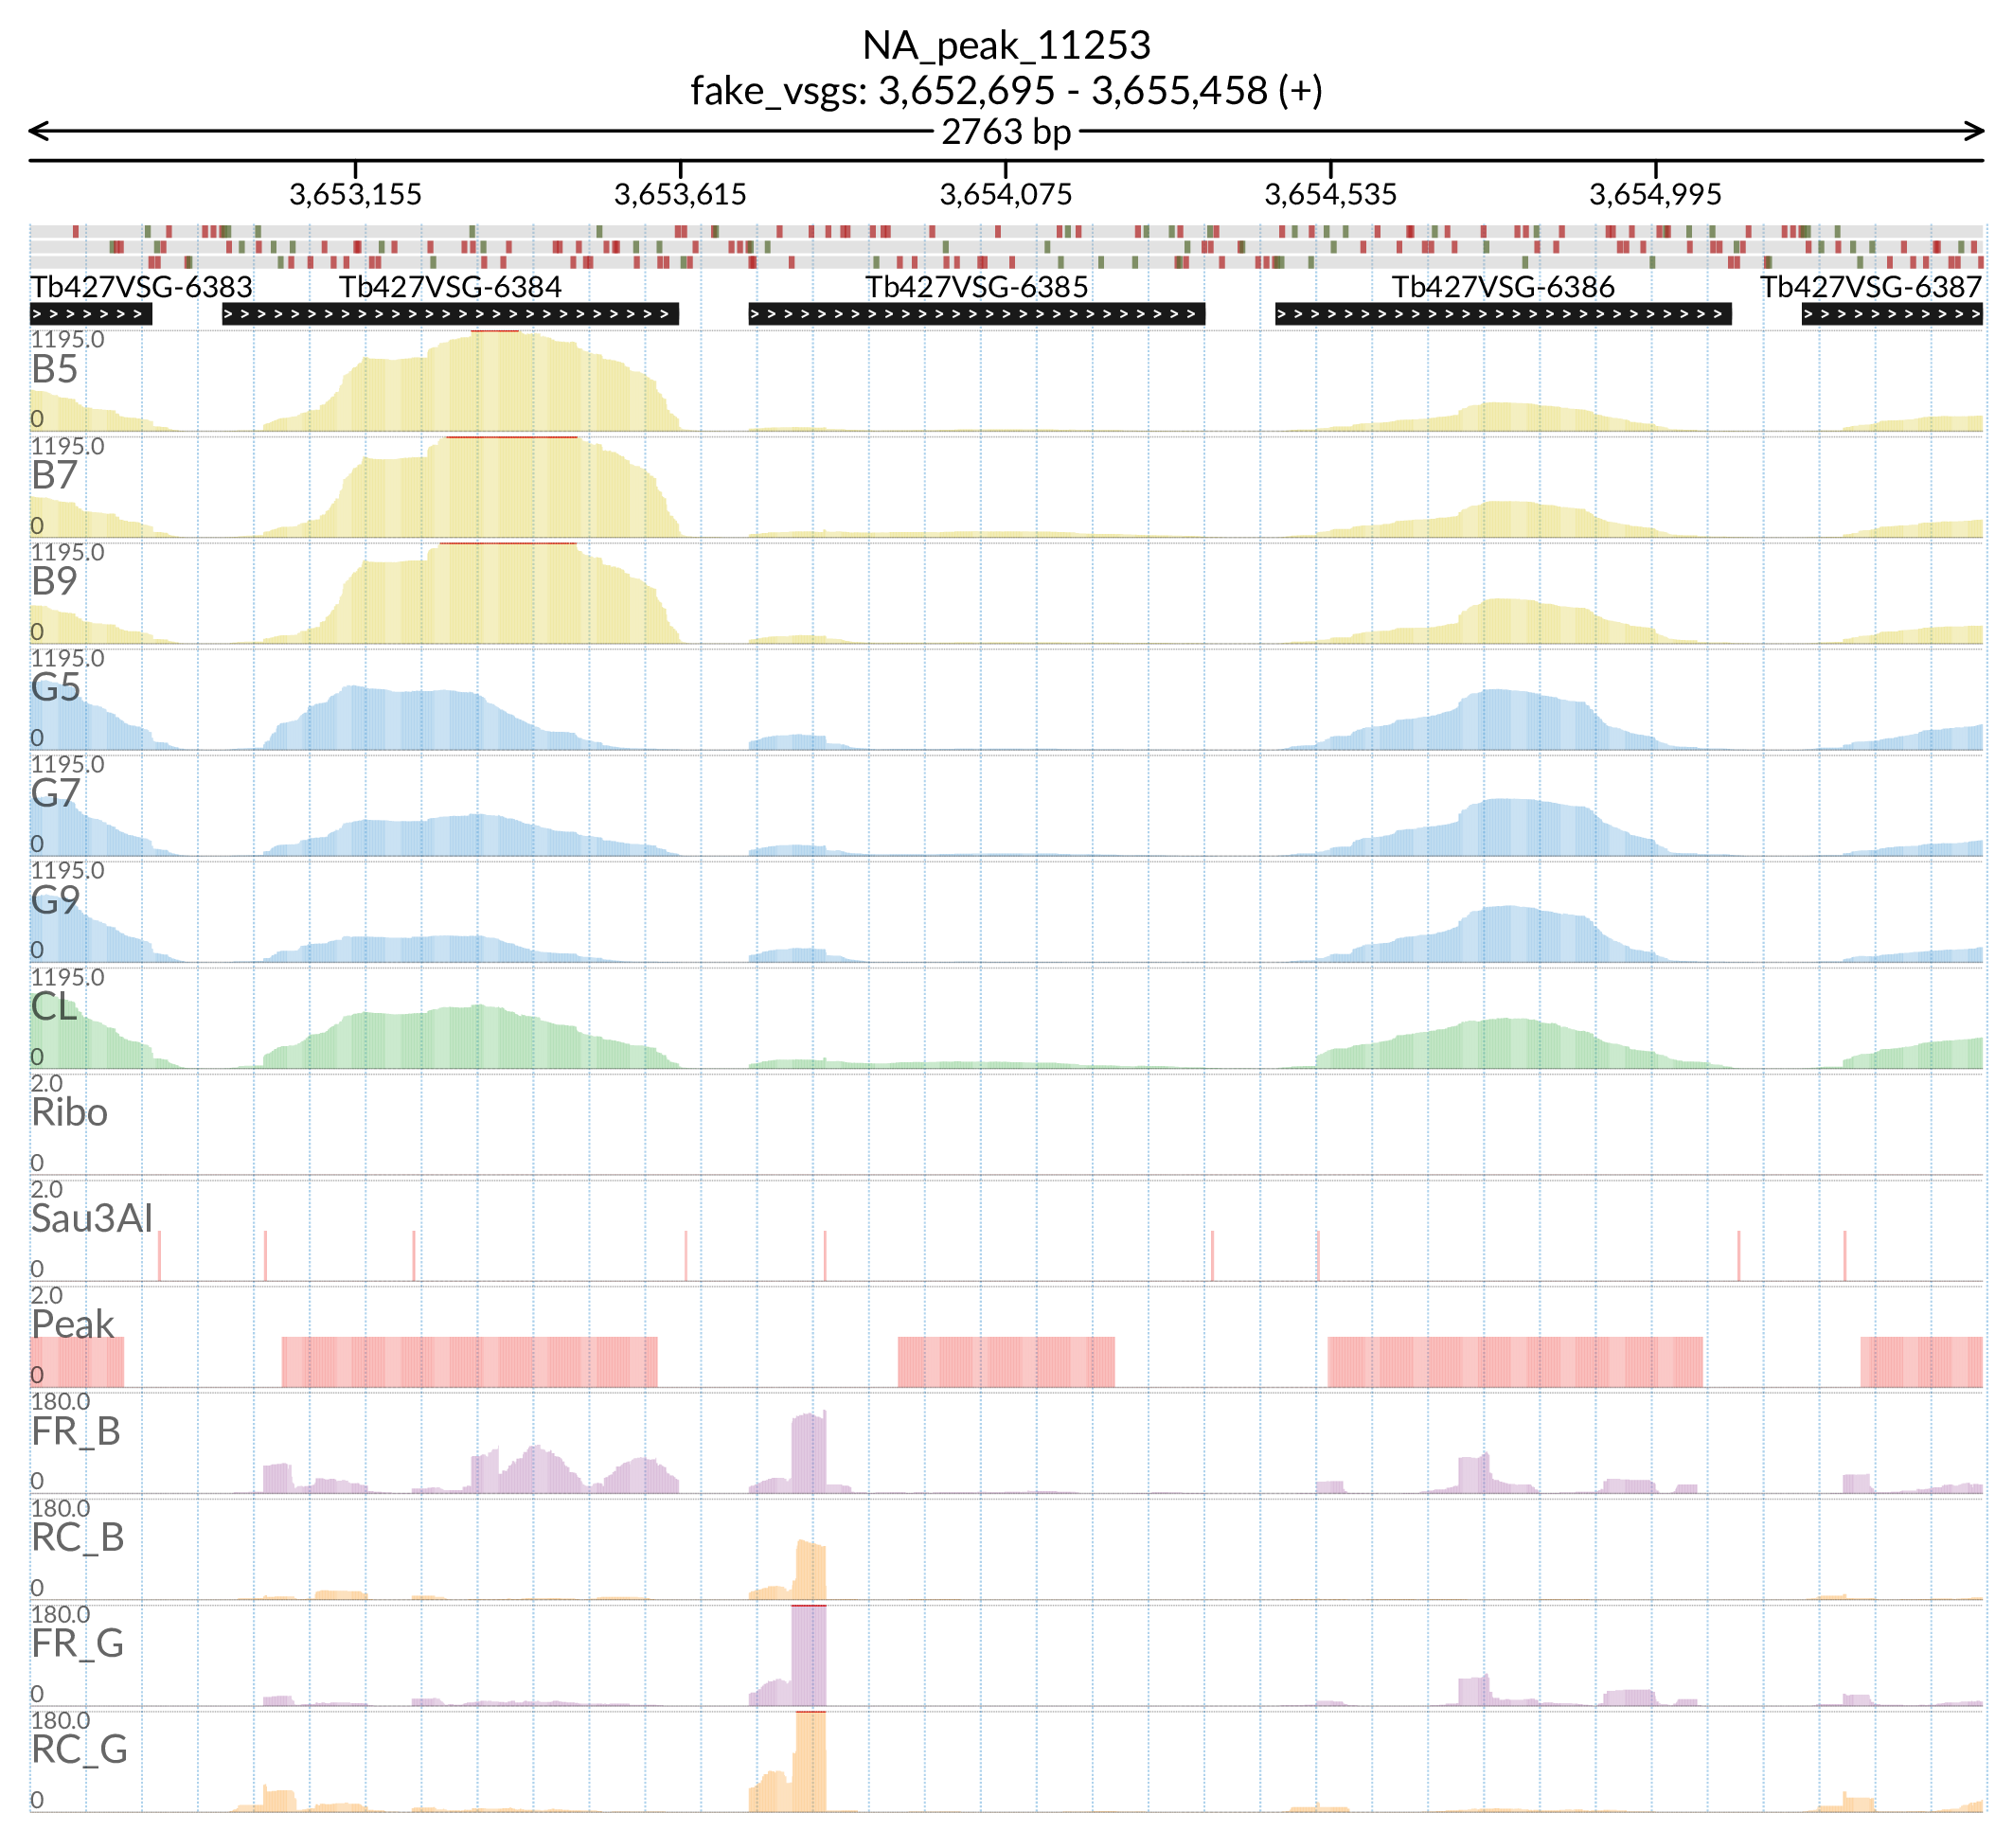 NA_peak_11253
fake_vsgs: 3,652,695 - 3,655,458 (+)
2763 bp
3,653,155 3,653,615 3,654,075 3,654,535 3,654,995
Tb427VSG-6383 Tb427VSG-6384 Tb427VSG-6385 Tb427VSG-6386 Tb427VSG-6387
1195.0
B5
0
1195.0
B7
0
1195.0
B9
0
1195.0
G5
0
1195.0
G7
0
1195.0
G9
0
1195.0
CL
0
2.0
Ribo
0
2.0
Sau3AI
0
2.0
Peak
0
180.0
FR_B
0
180.0
RC_B
0
180.0
FR_G
0
180.0
RC_G
0